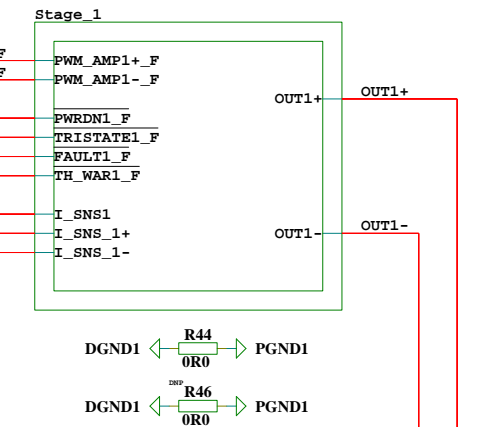 Stage_1
F
F
PWM_AMP1+_F
PWM_AMP1-_F
OUT1+
OUT1+
PWRDN1_F
TRISTATE1_F
FAULT1_F
TH_WAR1_F
I_SNS1
I_SNS_1+
I_SNS_1-
OUT1-
OUT1-
R44
DGND1 PGND1
0R0
DNP
R46
DGND1 PGND1
0R0